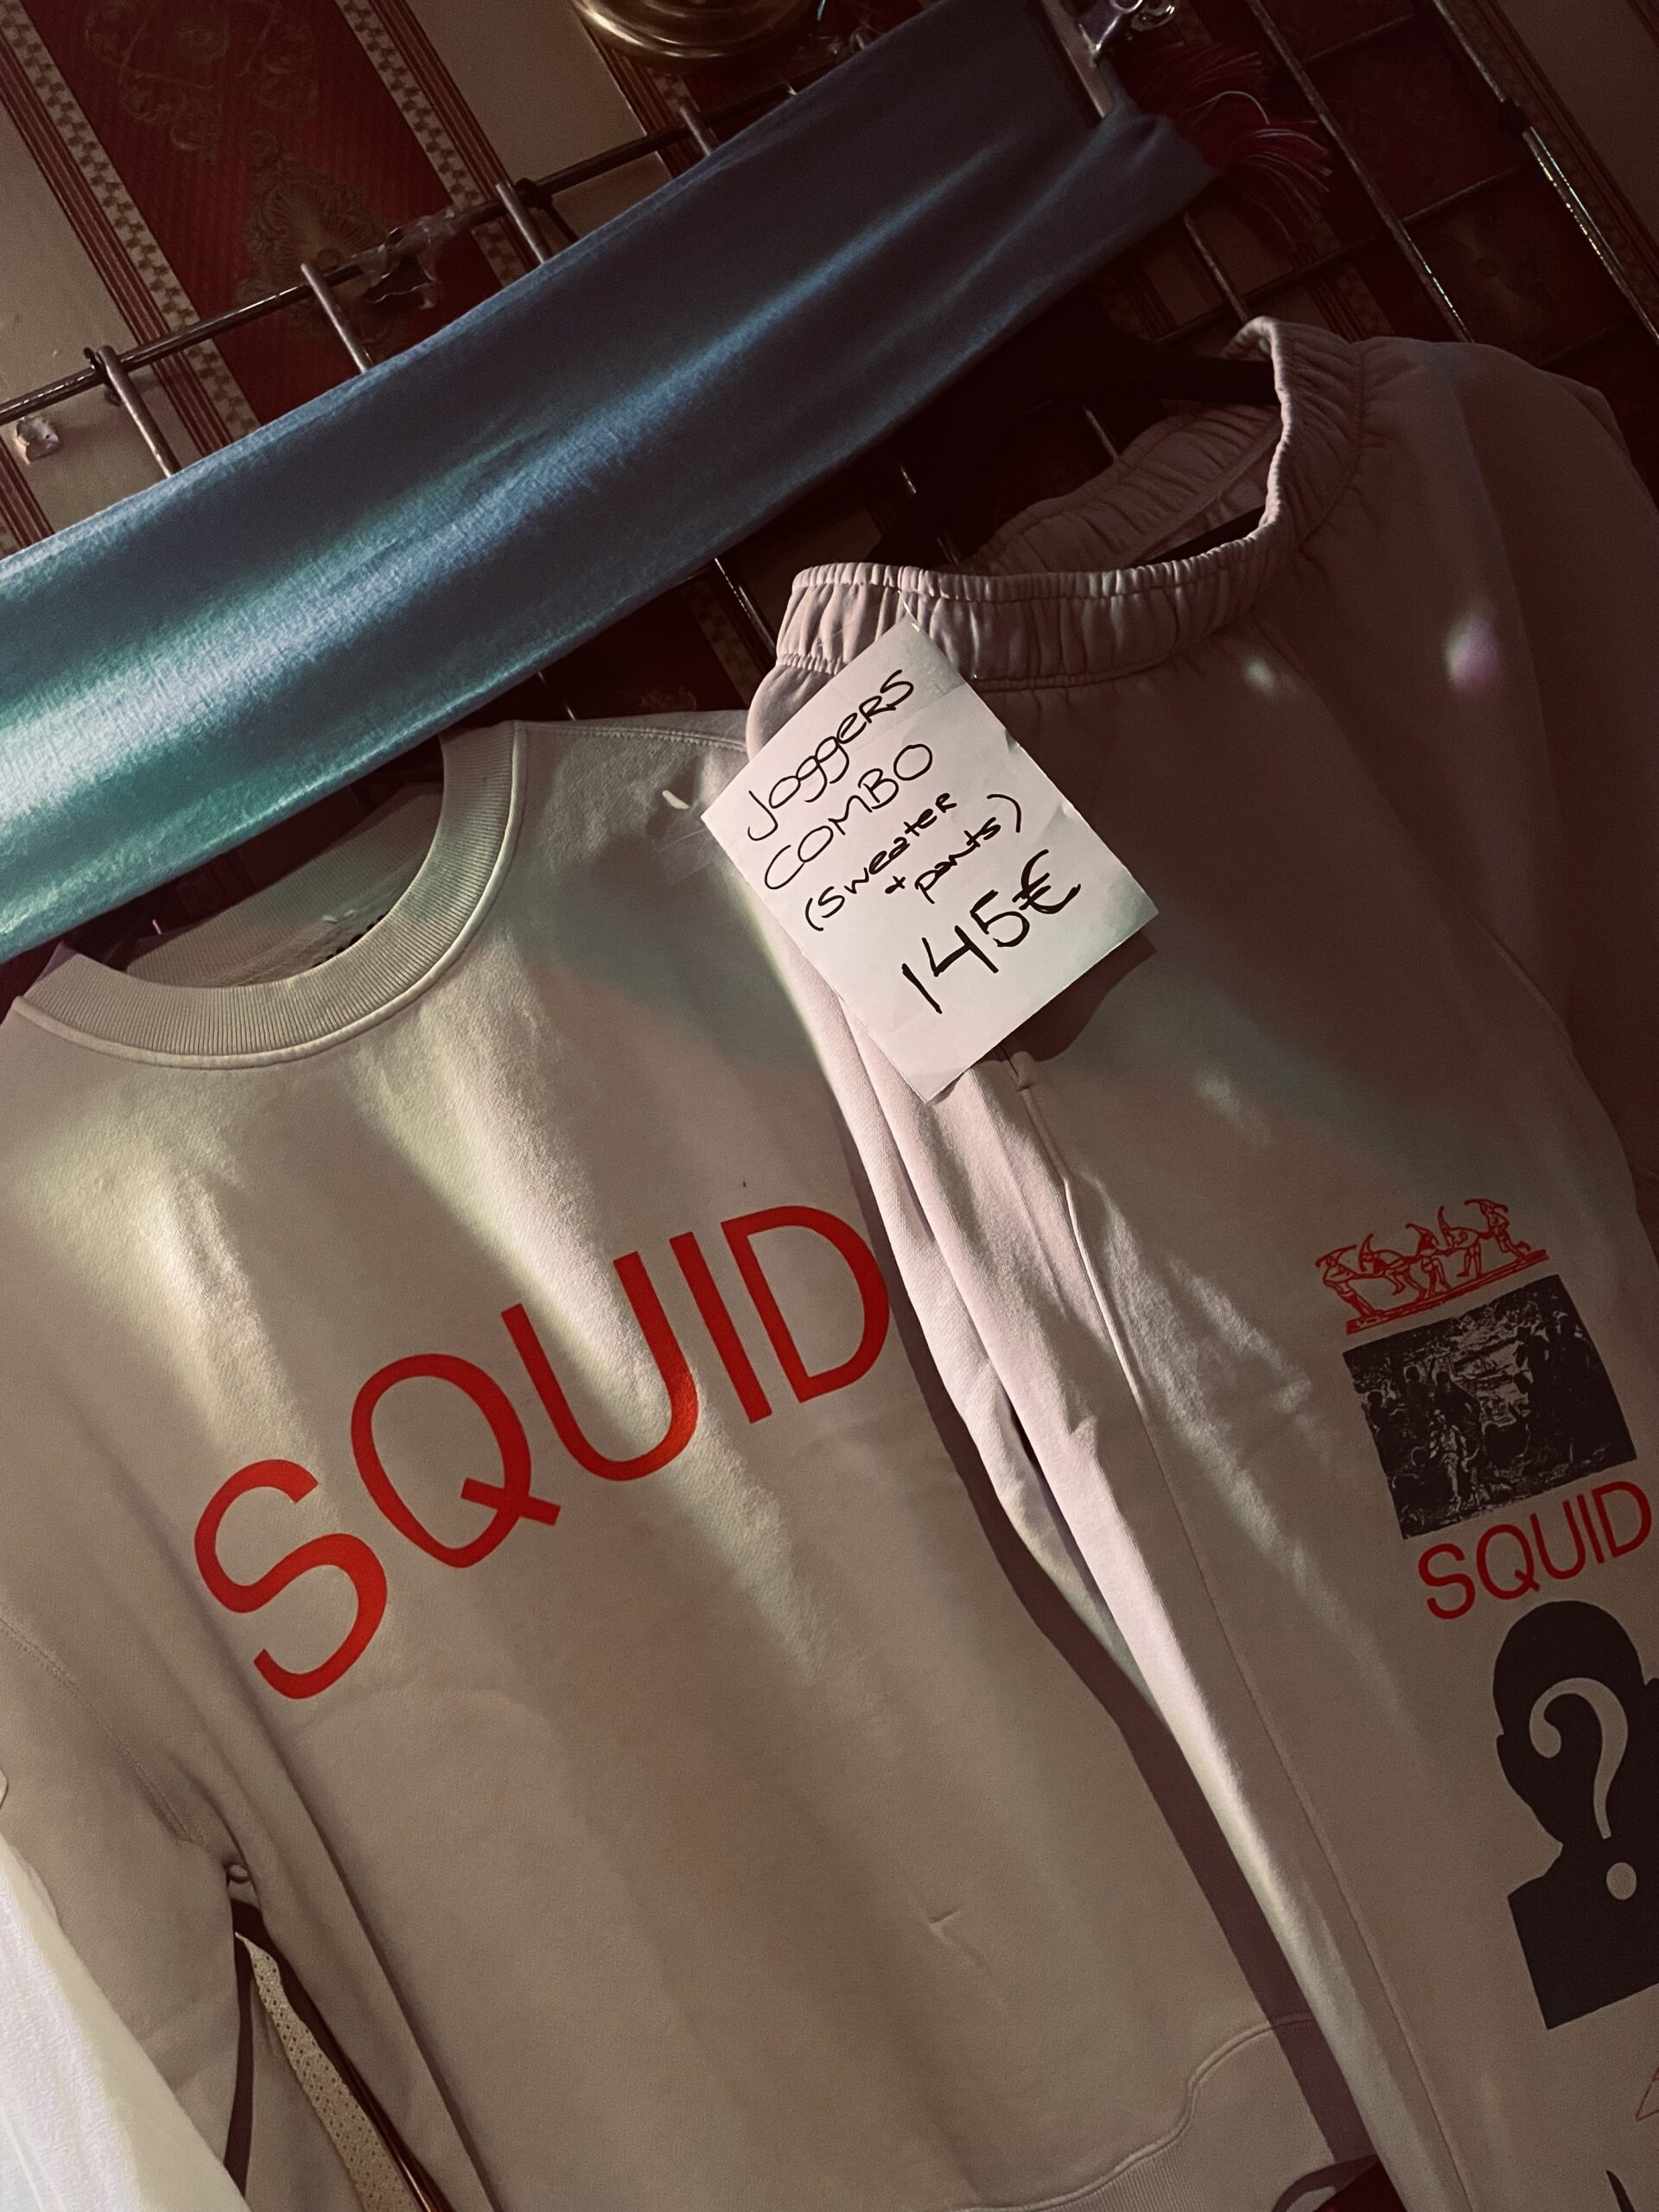 Joggers
COMBO
(Sweater
+ pants)
145€
SQUID
SQUID
?